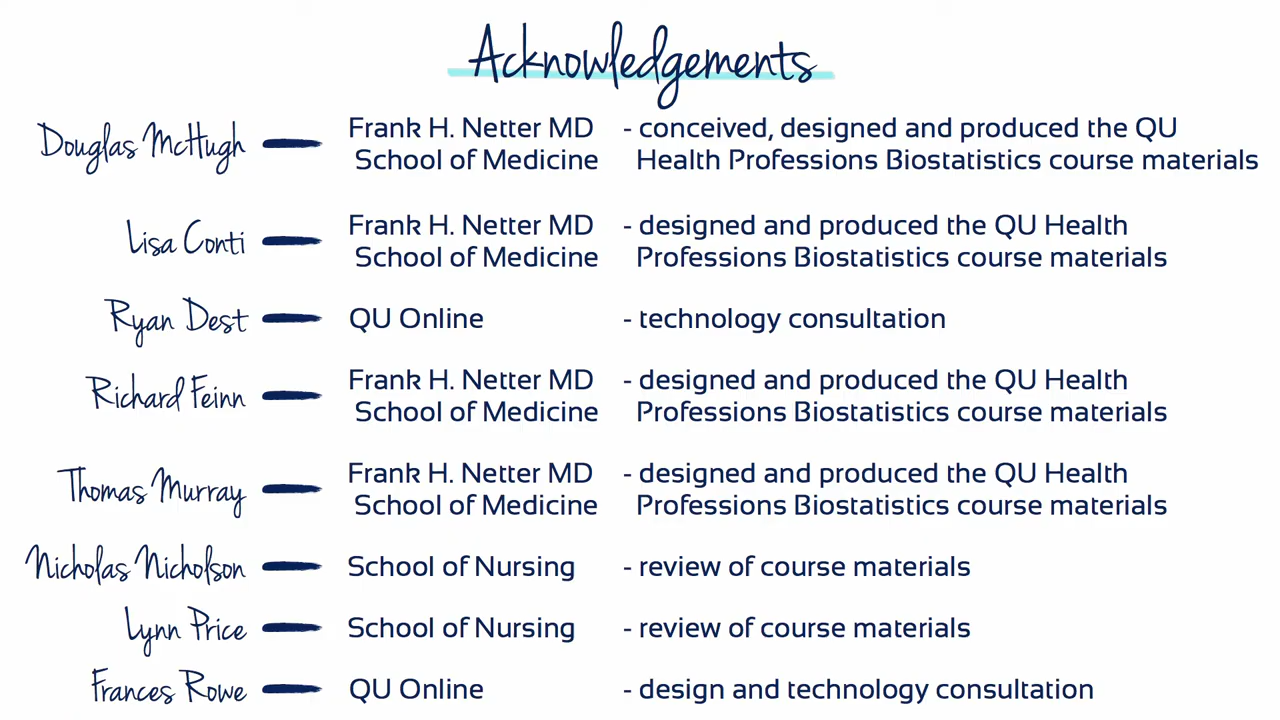 Acknowledgements
Douglas McHugh — Frank H. Netter MD - conceived, designed and produced the QU
School of Medicine Health Professions Biostatistics course materials
Lisa Conti — Frank H. Netter MD - designed and produced the QU Health
School of Medicine Professions Biostatistics course materials
Ryan Dest — QU Online - technology consultation
Richard Feinn — Frank H. Netter MD - designed and produced the QU Health
School of Medicine Professions Biostatistics course materials
Thomas Murray — Frank H. Netter MD - designed and produced the QU Health
School of Medicine Professions Biostatistics course materials
Nicholas Nicholson — School of Nursing - review of course materials
Lynn Price — School of Nursing - review of course materials
Frances Rowe — QU Online - design and technology consultation